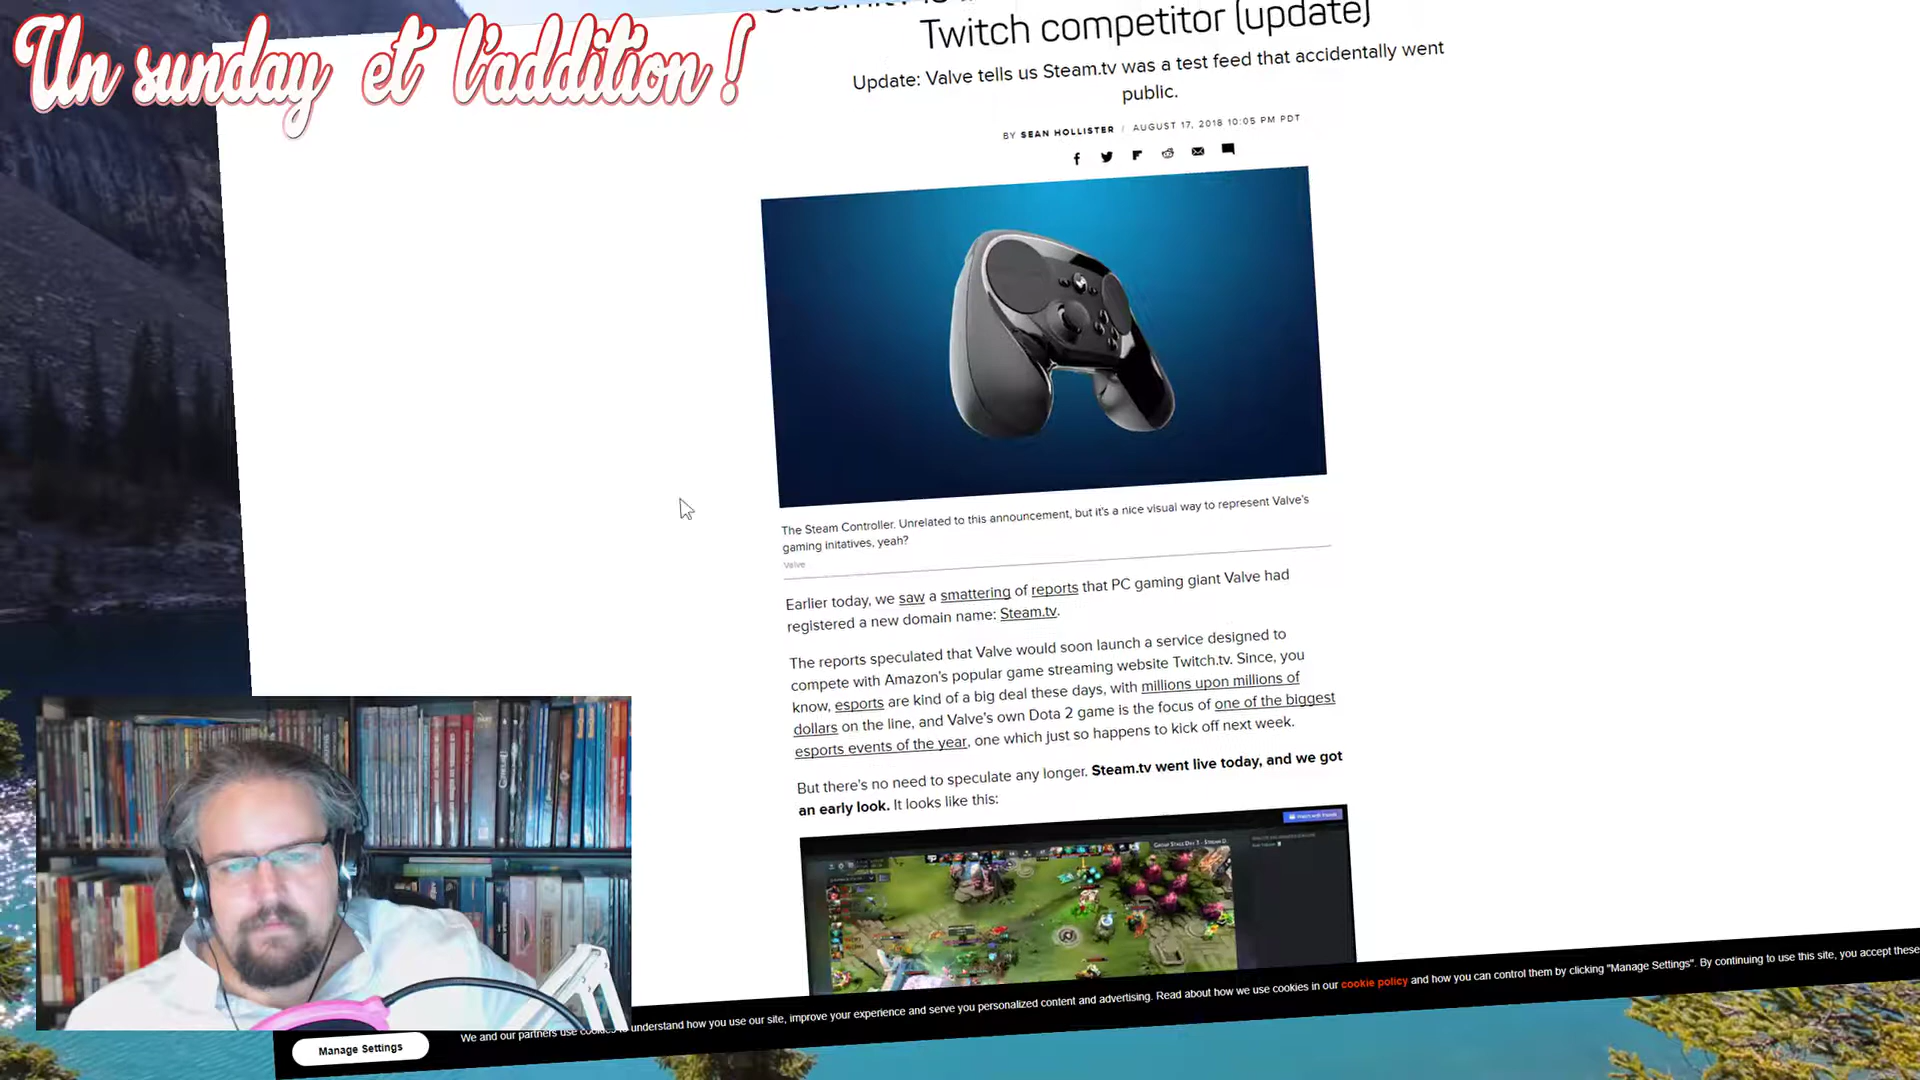 Un sunday et l'addition !
Twitch competitor (update)
Update: Valve tells us Steam.tv was a test feed that accidentally went
public.
BY SEAN HOLLISTER / AUGUST 17, 2018 10:05 PM PDT
The Steam Controller. Unrelated to this announcement, but it's a nice visual way to represent Valve's
gaming initatives, yeah?
Valve
Earlier today, we saw a smattering of reports that PC gaming giant Valve had
registered a new domain name: Steam.tv.
The reports speculated that Valve would soon launch a service designed to
compete with Amazon's popular game streaming website Twitch.tv. Since, you
know, esports are kind of a big deal these days, with millions upon millions of
dollars on the line, and Valve's own Dota 2 game is the focus of one of the biggest
esports events of the year, one which just so happens to kick off next week.
But there's no need to speculate any longer. Steam.tv went live today, and we got
an early look. It looks like this:
We and our partners use cookies to understand how you use our site, improve your experience and serve you personalized content and advertising. Read about how we use cookies in our cookie policy and how you can control them by clicking "Manage Settings". By continuing to use this site, you accept these
Manage Settings